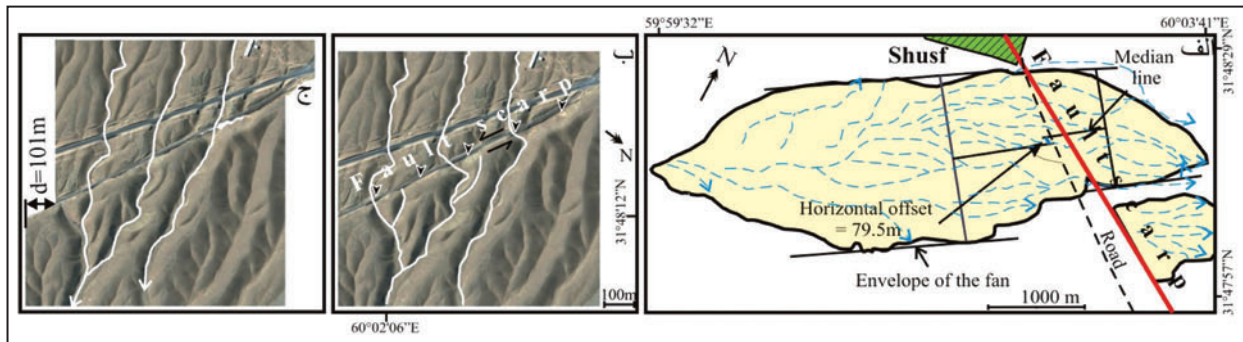 ج
d=101m
ب
Fault scarp
N
31°48'12"N
100m
60°02'06"E
59°59'32"E
60°03'41"E
الف
31°48'29"N
N
Shusf
Median
line
Fault scarp
Horizontal offset
= 79.5m
Road
Envelope of the fan
1000 m
31°47'57"N